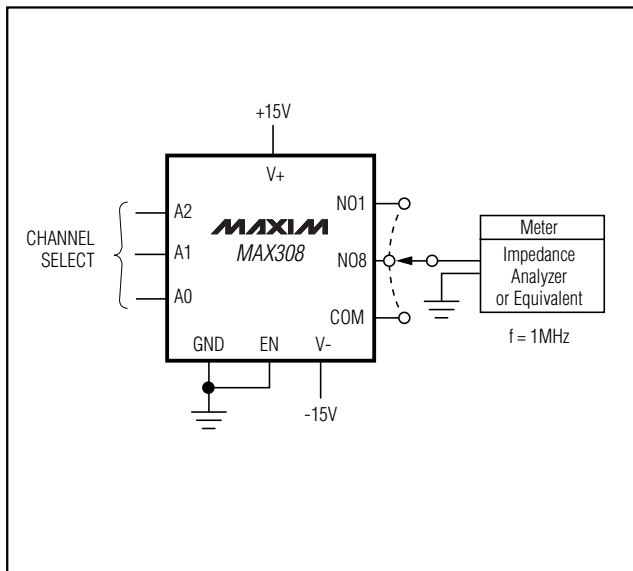 +15V
V+
A2
A1
A0
CHANNEL
SELECT
MAXIM
MAX308
NO1
NO8
COM
GND
EN
V-
-15V
Meter
Impedance
Analyzer
or Equivalent
f = 1MHz